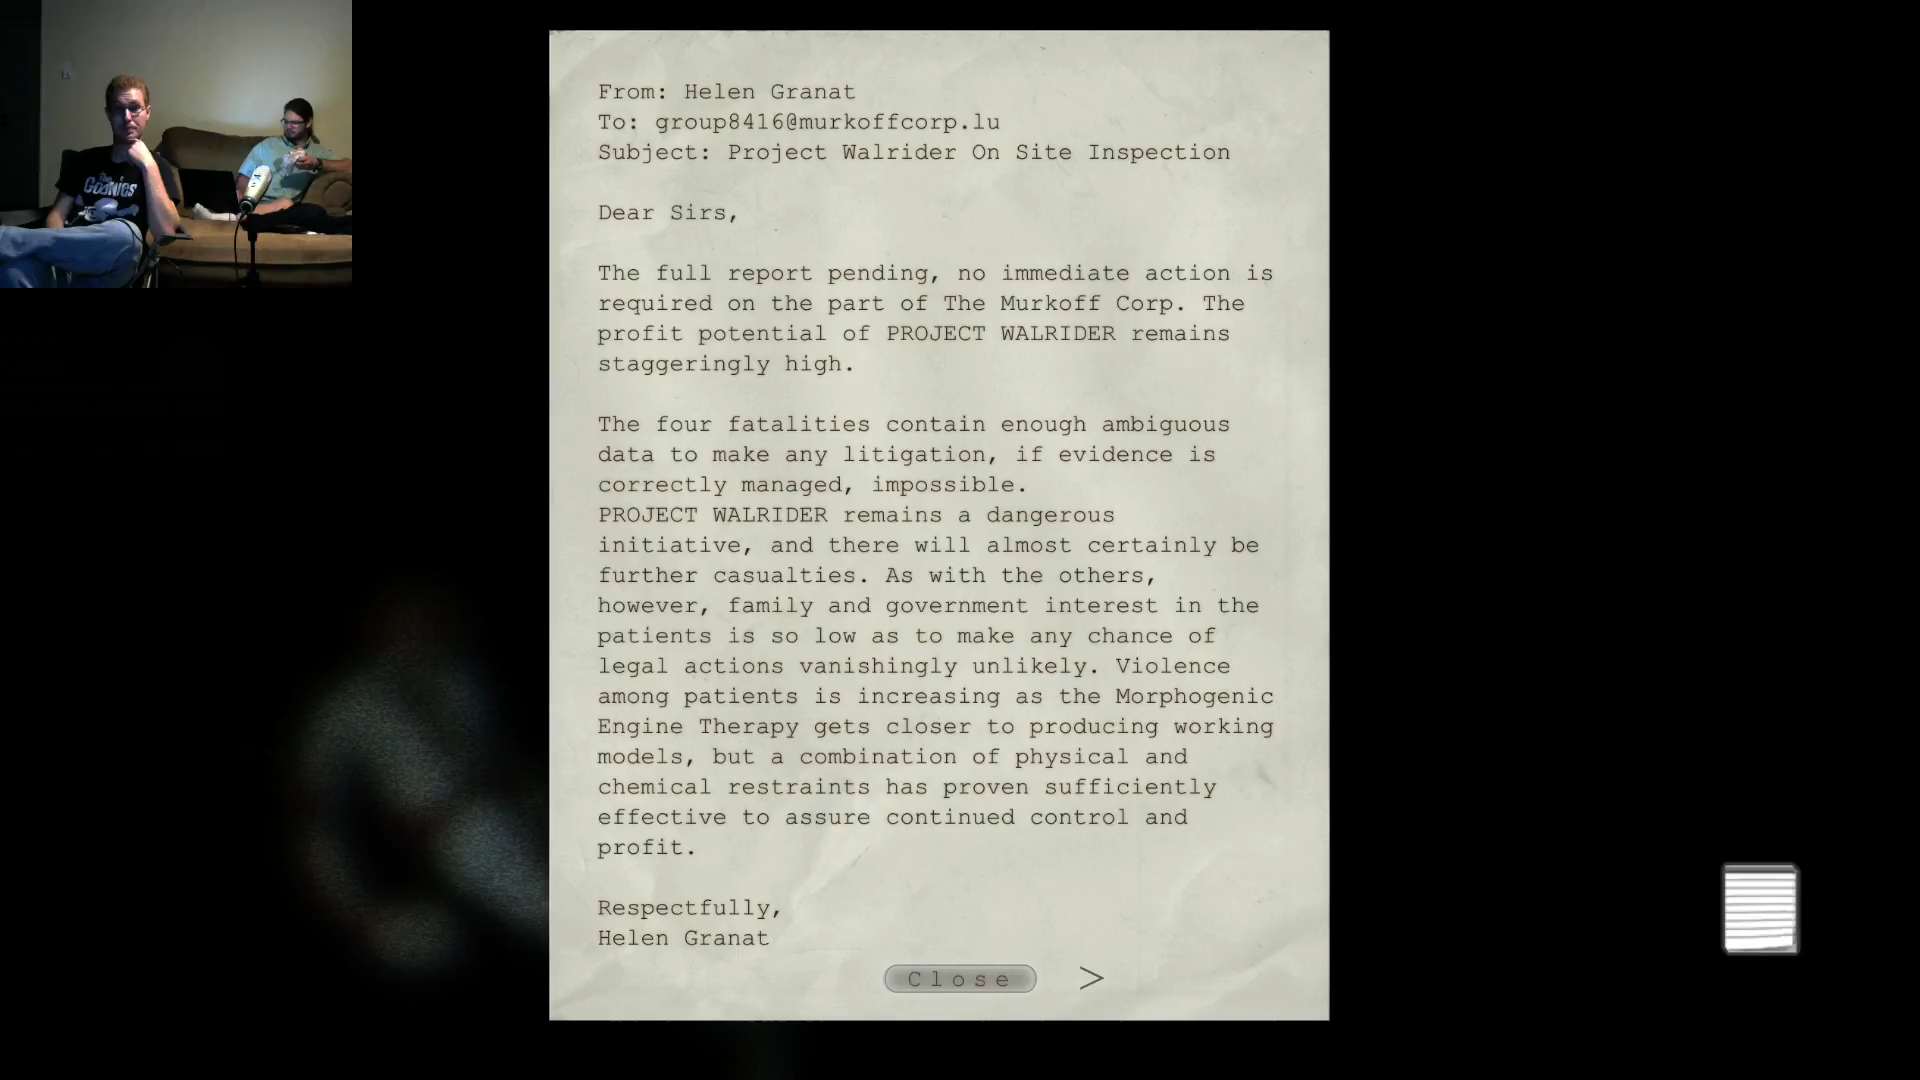 From: Helen Granat
To: group8416@murkoffcorp.lu
Subject: Project Walrider On Site Inspection
Dear Sirs,
The full report pending, no immediate action is
required on the part of The Murkoff Corp. The
profit potential of PROJECT WALRIDER remains
staggeringly high.
The four fatalities contain enough ambiguous
data to make any litigation, if evidence is
correctly managed, impossible.
PROJECT WALRIDER remains a dangerous
initiative, and there will almost certainly be
further casualties. As with the others,
however, family and government interest in the
patients is so low as to make any chance of
legal actions vanishingly unlikely. Violence
among patients is increasing as the Morphogenic
Engine Therapy gets closer to producing working
models, but a combination of physical and
chemical restraints has proven sufficiently
effective to assure continued control and
profit.
Respectfully,
Helen Granat
Close >
The
Goonies